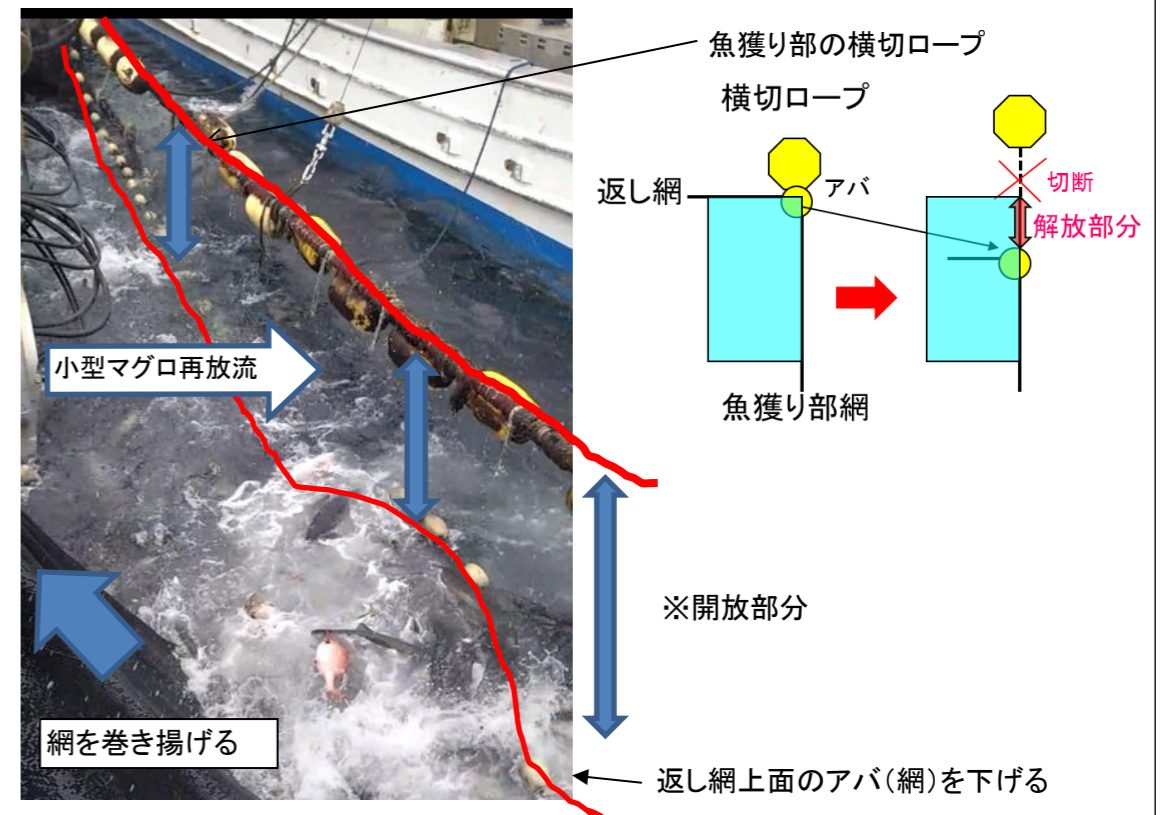 魚獲り部の横切ロープ
横切ロープ
返し網
アバ
切断
解放部分
魚獲り部網
小型マグロ再放流
※開放部分
網を巻き揚げる
返し網上面のアバ(網)を下げる